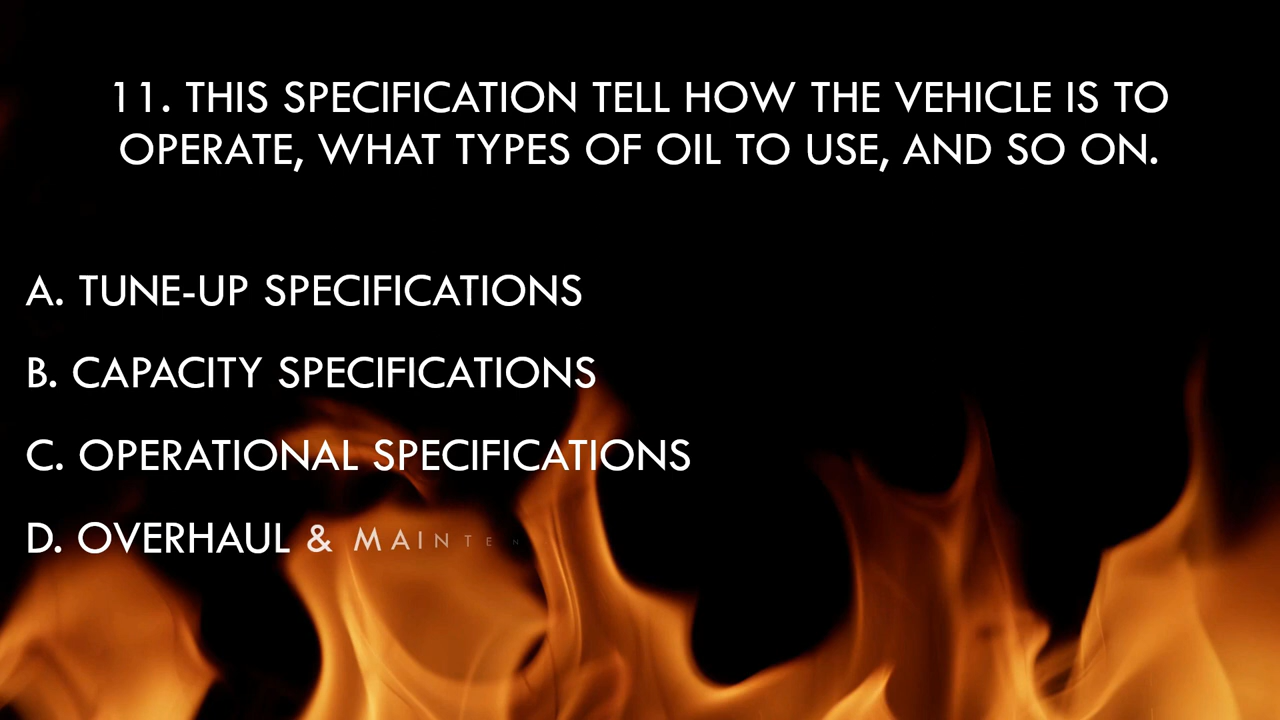 11. THIS SPECIFICATION TELL HOW THE VEHICLE IS TO
OPERATE, WHAT TYPES OF OIL TO USE, AND SO ON.
A. TUNE-UP SPECIFICATIONS
B. CAPACITY SPECIFICATIONS
C. OPERATIONAL SPECIFICATIONS
D. OVERHAUL & MAINTEN